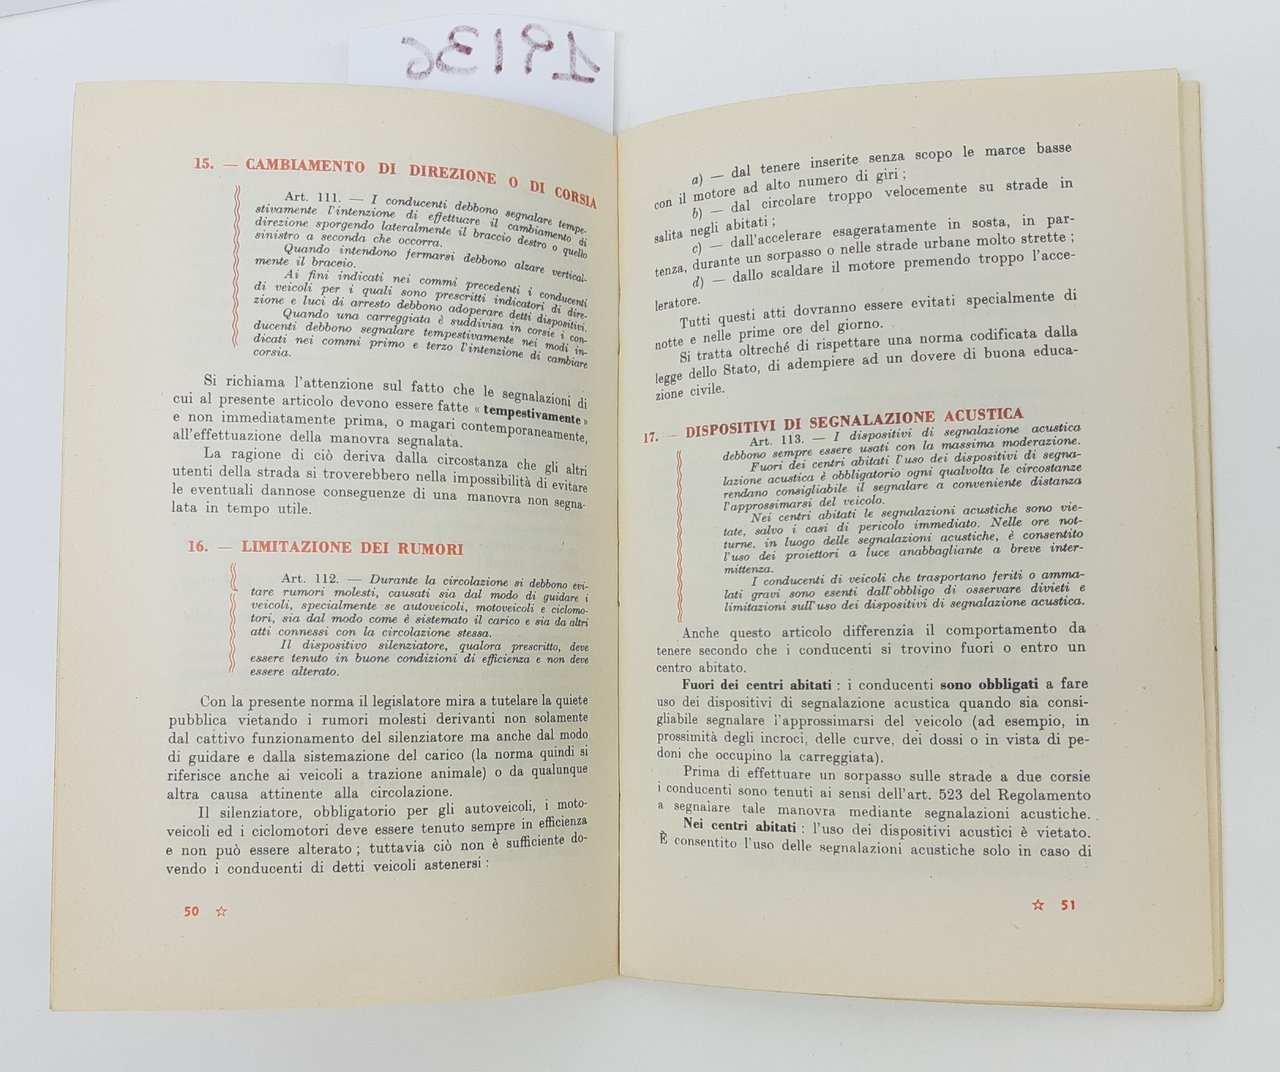 19136
15. — CAMBIAMENTO DI DIREZIONE O DI CORSIA
Art. 111. — I conducenti debbono segnalare tempe-
stivamente l'intenzione di effettuare il cambiamento di
direzione sporgendo lateralmente il braccio destro o quello
sinistro a seconda che occorra.
Quando intendono fermarsi debbono alzare vertical-
mente il braccio.
Ai fini indicati nei commi precedenti i conducenti
di veicoli per i quali sono prescritti indicatori di dire-
zione e luci di arresto debbono adoperare detti dispositivi.
Quando una carreggiata è suddivisa in corsie i con-
ducenti debbono segnalare tempestivamente nei modi in-
dicati nei commi primo e terzo l'intenzione di cambiare
corsia.
Si richiama l'attenzione sul fatto che le segnalazioni di
cui al presente articolo devono essere fatte « tempestivamente »
e non immediatamente prima, o magari contemporaneamente,
all'effettuazione della manovra segnalata.
La ragione di ciò deriva dalla circostanza che gli altri
utenti della strada si troverebbero nella impossibilità di evitare
le eventuali dannose conseguenze di una manovra non segna-
lata in tempo utile.
16. — LIMITAZIONE DEI RUMORI
Art. 112. — Durante la circolazione si debbono evi-
tare rumori molesti, causati sia dal modo di guidare i
veicoli, specialmente se autoveicoli, motoveicoli e ciclomo-
tori, sia dal modo come è sistemato il carico e sia da altri
atti connessi con la circolazione stessa.
Il dispositivo silenziatore, qualora prescritto, deve
essere tenuto in buone condizioni di efficienza e non deve
essere alterato.
Con la presente norma il legislatore mira a tutelare la quiete
pubblica vietando i rumori molesti derivanti non solamente
dal cattivo funzionamento del silenziatore ma anche dal modo
di guidare e dalla sistemazione del carico (la norma quindi si
riferisce anche ai veicoli a trazione animale) o da qualunque
altra causa attinente alla circolazione.
Il silenziatore, obbligatorio per gli autoveicoli, i moto-
veicoli ed i ciclomotori deve essere tenuto sempre in efficienza
e non può essere alterato ; tuttavia ciò non è sufficiente do-
vendo i conducenti di detti veicoli astenersi :
50 ☆
a) — dal tenere inserite senza scopo le marce basse
con il motore ad alto numero di giri ;
b) — dal circolare troppo velocemente su strade in
salita negli abitati ;
c) — dall'accelerare esageratamente in sosta, in par-
tenza, durante un sorpasso o nelle strade urbane molto strette ;
d) — dallo scaldare il motore premendo troppo l'acce-
leratore.
Tutti questi atti dovranno essere evitati specialmente di
notte e nelle prime ore del giorno.
Si tratta oltreché di rispettare una norma codificata dalla
legge dello Stato, di adempiere ad un dovere di buona educa-
zione civile.
17. — DISPOSITIVI DI SEGNALAZIONE ACUSTICA
Art. 113. — I dispositivi di segnalazione acustica
debbono sempre essere usati con la massima moderazione.
Fuori dei centri abitati l'uso dei dispositivi di segna-
lazione acustica è obbligatorio ogni qualvolta le circostanze
rendano consigliabile il segnalare a conveniente distanza
l'approssimarsi del veicolo.
Nei centri abitati le segnalazioni acustiche sono vie-
tate, salvo i casi di pericolo immediato. Nelle ore not-
turne, in luogo delle segnalazioni acustiche, è consentito
l'uso dei proiettori a luce anabbagliante a breve inter-
mittenza.
I conducenti di veicoli che trasportano feriti o amma-
lati gravi sono esenti dall'obbligo di osservare divieti e
limitazioni sull'uso dei dispositivi di segnalazione acustica.
Anche questo articolo differenzia il comportamento da
tenere secondo che i conducenti si trovino fuori o entro un
centro abitato.
Fuori dei centri abitati : i conducenti sono obbligati a fare
uso dei dispositivi di segnalazione acustica quando sia consi-
gliabile segnalare l'approssimarsi del veicolo (ad esempio, in
prossimità degli incroci, delle curve, dei dossi o in vista di pe-
doni che occupino la carreggiata).
Prima di effettuare un sorpasso sulle strade a due corsie
i conducenti sono tenuti ai sensi dell'art. 523 del Regolamento
a segnalare tale manovra mediante segnalazioni acustiche.
Nei centri abitati : l'uso dei dispositivi acustici è vietato.
È consentito l'uso delle segnalazioni acustiche solo in caso di
☆ 51